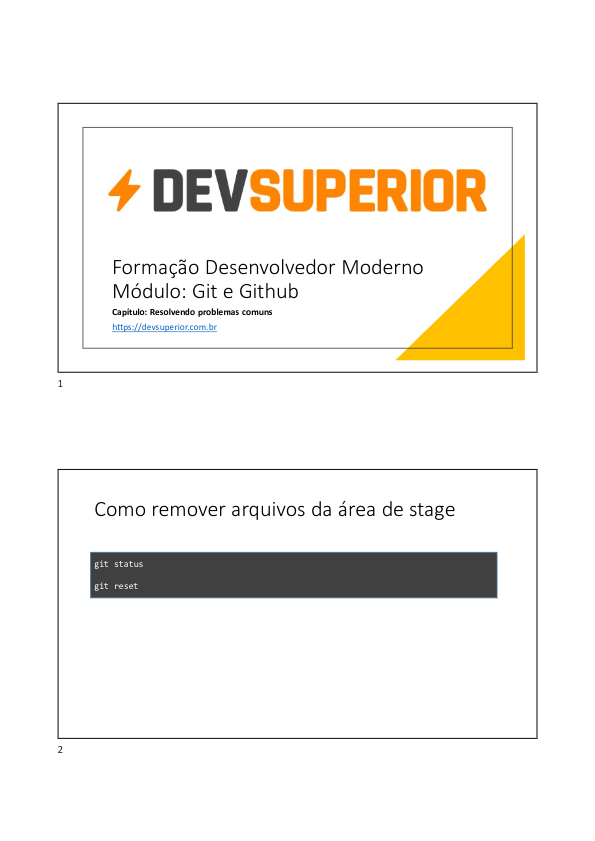 DEVSUPERIOR
Formação Desenvolvedor Moderno
Módulo: Git e Github
Capítulo: Resolvendo problemas comuns
https://devsuperior.com.br
1
Como remover arquivos da área de stage
git status
git reset
2